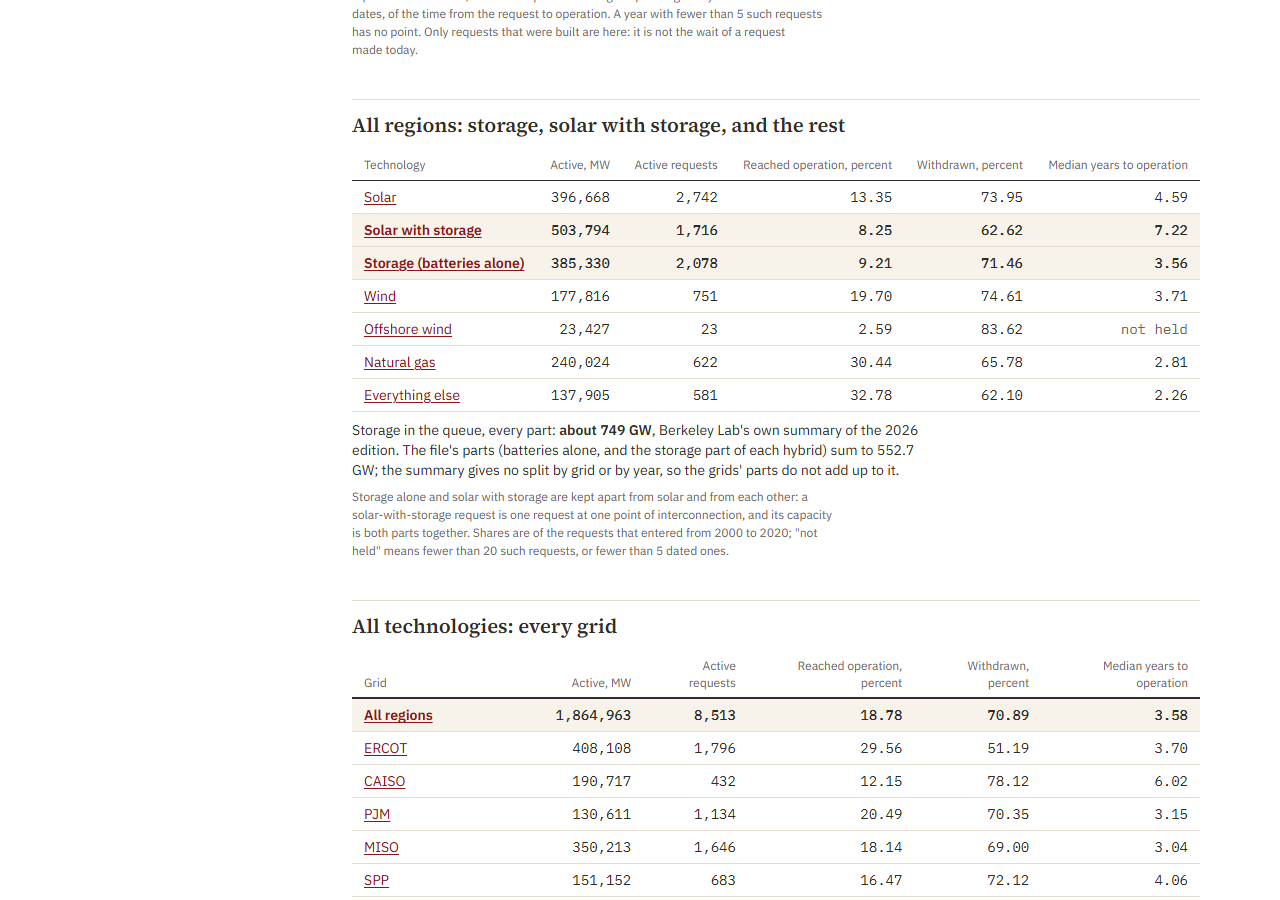 dates, of the time from the request to operation. A year with fewer than 5 such requests
has no point. Only requests that were built are here: it is not the wait of a request
made today.
All regions: storage, solar with storage, and the rest
Technology Active, MW Active requests Reached operation, percent Withdrawn, percent Median years to operation
Solar 396,668 2,742 13.35 73.95 4.59
Solar with storage 503,794 1,716 8.25 62.62 7.22
Storage (batteries alone) 385,330 2,078 9.21 71.46 3.56
Wind 177,816 751 19.70 74.61 3.71
Offshore wind 23,427 23 2.59 83.62 not held
Natural gas 240,024 622 30.44 65.78 2.81
Everything else 137,905 581 32.78 62.10 2.26
Storage in the queue, every part: about 749 GW, Berkeley Lab's own summary of the 2026
edition. The file's parts (batteries alone, and the storage part of each hybrid) sum to 552.7
GW; the summary gives no split by grid or by year, so the grids' parts do not add up to it.
Storage alone and solar with storage are kept apart from solar and from each other: a
solar-with-storage request is one request at one point of interconnection, and its capacity
is both parts together. Shares are of the requests that entered from 2000 to 2020; "not
held" means fewer than 20 such requests, or fewer than 5 dated ones.
All technologies: every grid
Grid Active, MW Active requests Reached operation, percent Withdrawn, percent Median years to operation
All regions 1,864,963 8,513 18.78 70.89 3.58
ERCOT 408,108 1,796 29.56 51.19 3.70
CAISO 190,717 432 12.15 78.12 6.02
PJM 130,611 1,134 20.49 70.35 3.15
MISO 350,213 1,646 18.14 69.00 3.04
SPP 151,152 683 16.47 72.12 4.06